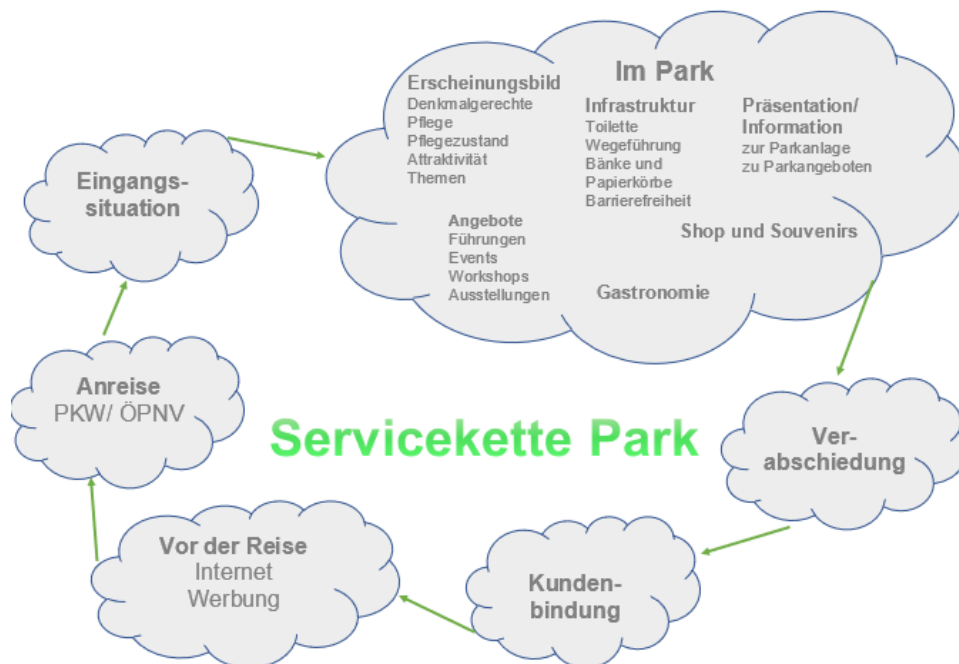 Im Park
Erscheinungsbild
Denkmalgerechte
Pflege
Pflegezustand
Attraktivität
Themen
Infrastruktur
Toilette
Wegeführung
Bänke und
Papierkörbe
Barrierefreiheit
Präsentation/
Information
zur Parkanlage
zu Parkangeboten
Angebote
Führungen
Events
Workshops
Ausstellungen
Shop und Souvenirs
Gastronomie
Eingangs-
situation
Anreise
PKW/ ÖPNV
Servicekette Park
Ver-
abschiedung
Vor der Reise
Internet
Werbung
Kunden-
bindung